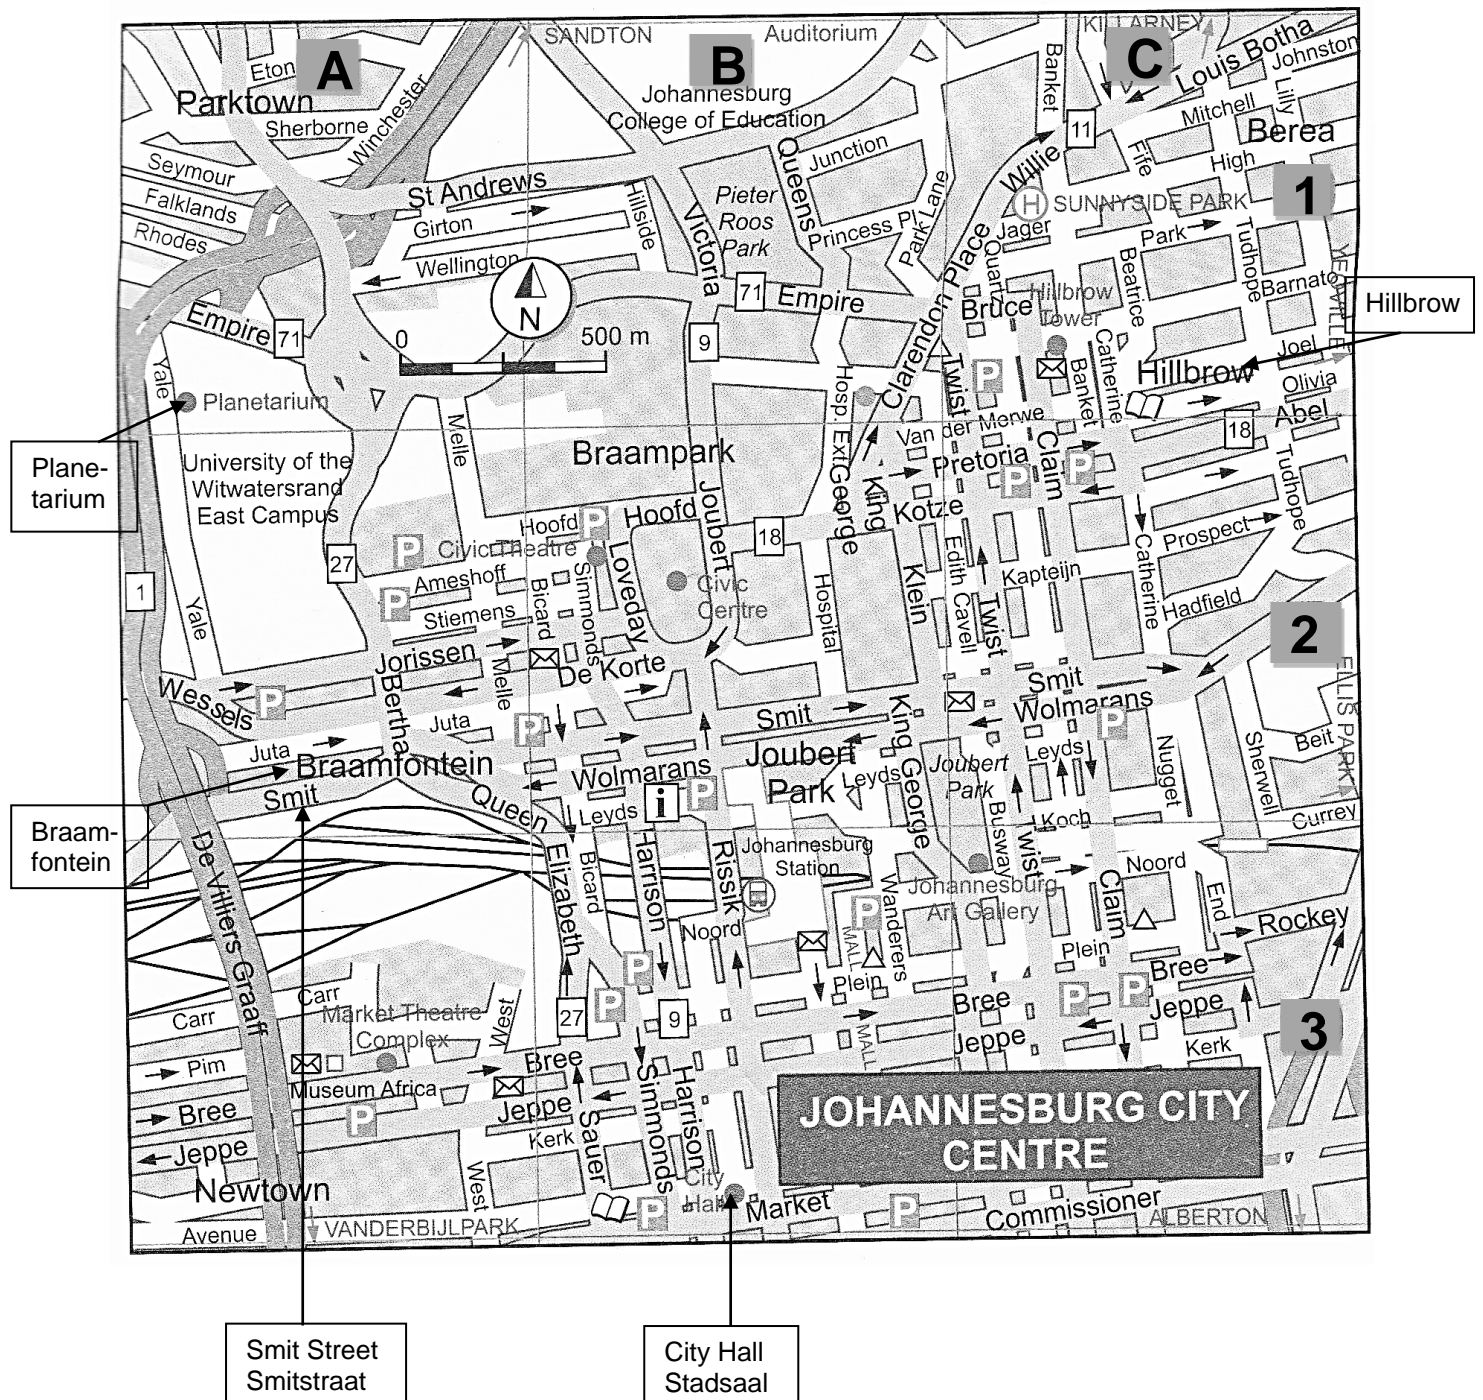 KILLARNEY
SANDTON
Auditorium
Louis Botha
Johnston
A
B
C
Banket
Eton
Parktown
Sherborne
Winchester
Johannesburg
College of Education
Lilly
Mitchell
Berea
11
Fife
High
Willie
Queens
Junction
Seymour
Falklands
Rhodes
St Andrews
Girton
Hillside
Wellington
Pieter
Roos
Park
Victoria
Princess Pl
Park Lane
H
SUNNYSIDE PARK
1
Jager
Quartz
Park
Tudhope
Beatrice
Barnato
YEOVILLE
Hillbrow
Empire
71
N
0
500 m
71
Empire
9
Clarendon Place
Bruce
Hillbrow
Tower
Catherine
Banket
Joel
Hillbrow
Olivia
Abel
18
Yale
Planetarium
Plane-
tarium
Melle
Hosp. Ext
Twist
P
Van der Merwe
Pretoria
P
Claim
P
University of the
Witwatersrand
East Campus
Braampark
King
George
Kotze
Tudhope
Prospect
Hoofd
P
Hoofd
Joubert
18
P
Civic Theatre
27
Ameshoff
P
Stiemens
Bicard
Simmonds
Loveday
Civic
Centre
Hospital
Klein
Edith Cavell
Kapteijn
Twist
Catherine
Hadfield
2
1
Yale
Jorissen
De Korte
Wessels
P
Bertha
Melle
Juta
P
Smit
Smit
Wolmarans
P
ELLIS PARK
Juta
Braamfontein
Smit
Queen
Wolmarans
P
i
Leyds
Joubert
Park
Leyds
King George
Joubert
Park
Leyds
Nugget
Sherwell
Beit
Currey
Braam-
fontein
Busway
Twist
Koch
De Villiers Graaff
Elizabeth
Bicard
Harrison
Rissik
Johannesburg
Station
Wanderers
Johannesburg
Art Gallery
Noord
Claim
End
Rockey
Noord
P
MALL
Plein
P
P
Plein
Bree
P
P
Bree
Jeppe
Carr
Carr
Market Theatre
Complex
West
27
9
MALL
Jeppe
Kerk
3
Pim
Museum Africa
Bree
Bree
P
Jeppe
Jeppe
Kerk
Sauer
Simmonds
Harrison
JOHANNESBURG CITY
CENTRE
Newtown
West
City
Hall
P
Market
P
Commissioner
ALBERTON
Avenue
VANDERBIJLPARK
Smit Street
Smitstraat
City Hall
Stadsaal